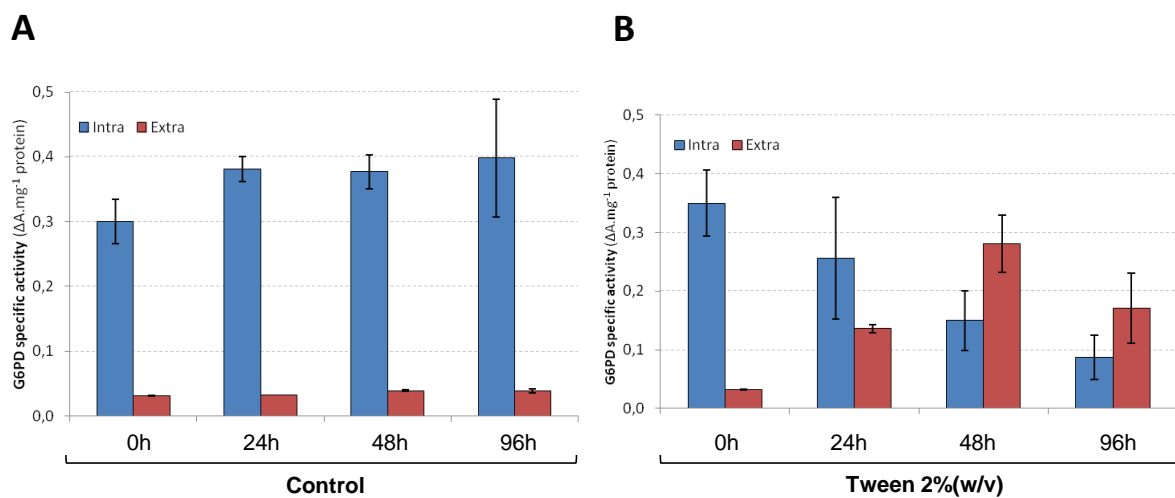 A
G6PD specific activity (ΔA.mg⁻¹ protein)
0,5
0,4
0,3
0,2
0,1
0,0
Intra Extra
0h 24h 48h 96h
Control
B
G6PD specific activity (ΔA.mg⁻¹ protein)
0,5
0,4
0,3
0,2
0,1
0,0
Intra Extra
0h 24h 48h 96h
Tween 2%(w/v)